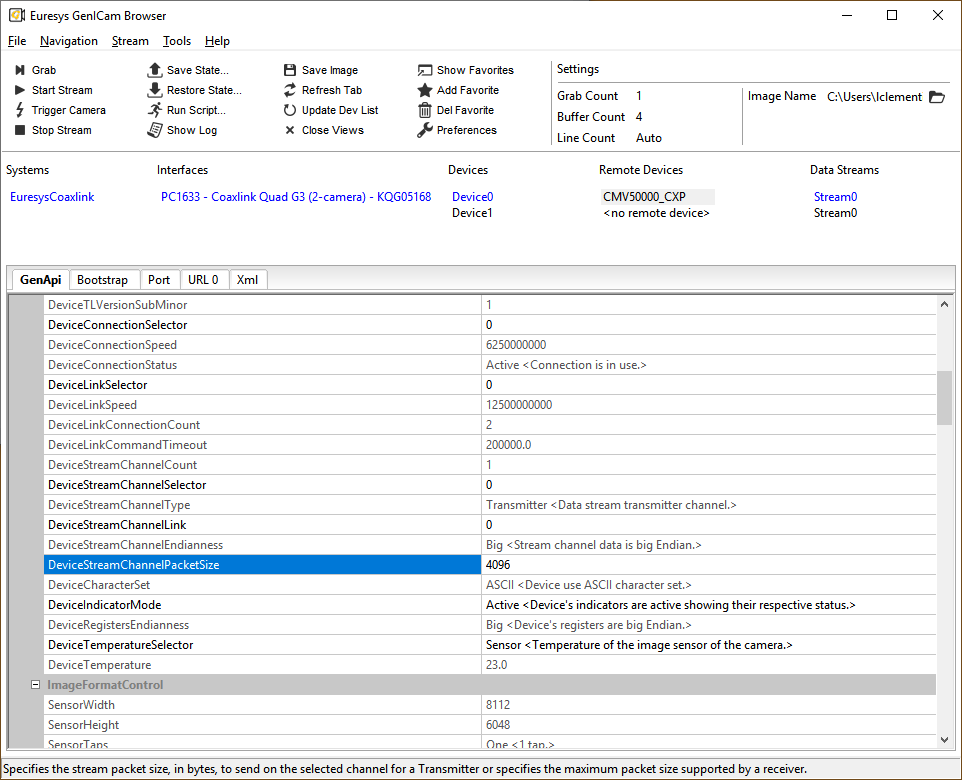 Euresys GenICam Browser
File Navigation Stream Tools Help
Grab Save State... Save Image Show Favorites
Start Stream Restore State... Refresh Tab Add Favorite
Trigger Camera Run Script... Update Dev List Del Favorite
Stop Stream Show Log Close Views Preferences
Settings
Grab Count 1
Buffer Count 4
Line Count Auto
Image Name C:\Users\lclement
Systems Interfaces Devices Remote Devices Data Streams
EuresysCoaxlink PC1633 - Coaxlink Quad G3 (2-camera) - KQG05168 Device0 CMV50000_CXP Stream0
Device1 <no remote device> Stream0
GenApi Bootstrap Port URL 0 Xml
DeviceTLVersionSubMinor 1
DeviceConnectionSelector 0
DeviceConnectionSpeed 6250000000
DeviceConnectionStatus Active <Connection is in use.>
DeviceLinkSelector 0
DeviceLinkSpeed 12500000000
DeviceLinkConnectionCount 2
DeviceLinkCommandTimeout 200000.0
DeviceStreamChannelCount 1
DeviceStreamChannelSelector 0
DeviceStreamChannelType Transmitter <Data stream transmitter channel.>
DeviceStreamChannelLink 0
DeviceStreamChannelEndianness Big <Stream channel data is big Endian.>
DeviceStreamChannelPacketSize 4096
DeviceCharacterSet ASCII <Device use ASCII character set.>
DeviceIndicatorMode Active <Device's indicators are active showing their respective status.>
DeviceRegistersEndianness Big <Device's registers are big Endian.>
DeviceTemperatureSelector Sensor <Temperature of the image sensor of the camera.>
DeviceTemperature 23.0
ImageFormatControl
SensorWidth 8112
SensorHeight 6048
SensorTaps One <1 tap.>
Specifies the stream packet size, in bytes, to send on the selected channel for a Transmitter or specifies the maximum packet size supported by a receiver.